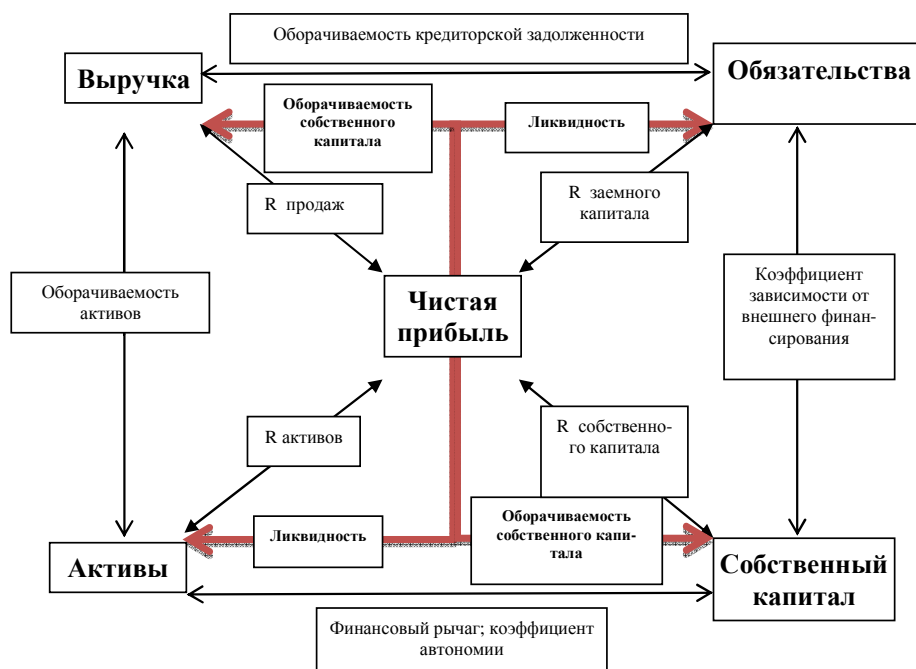 Оборачиваемость кредиторской задолженности
Выручка
Обязательства
Оборачиваемость
собственного
капитала
Ликвидность
R продаж
R заемного
капитала
Чистая
прибыль
Оборачиваемость
активов
Коэффициент
зависимости от
внешнего финан-
сирования
R активов
R собственно-
го капитала
Ликвидность
Оборачиваемость
собственного капи-
тала
Активы
Собственный
капитал
Финансовый рычаг; коэффициент
автономии